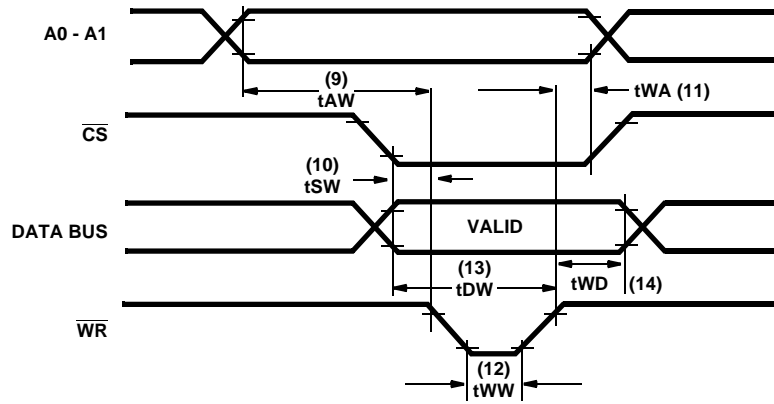 A0 - A1
(9)
tAW
tWA (11)
CS
(10)
tSW
DATA BUS
VALID
(13)
tDW
tWD (14)
WR
(12)
tWW